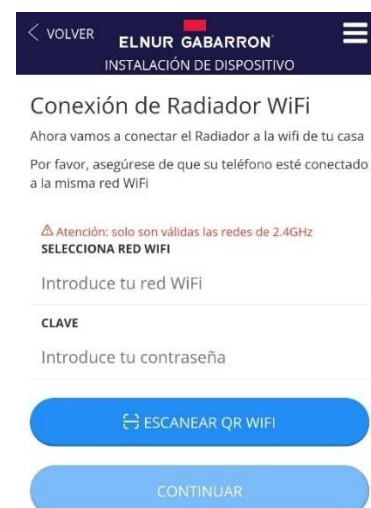 VOLVER
ELNUR GABARRON
INSTALACIÓN DE DISPOSITIVO
Conexión de Radiador WiFi
Ahora vamos a conectar el Radiador a la wifi de tu casa
Por favor, asegúrese de que su teléfono esté conectado
a la misma red WiFi
Atención: solo son válidas las redes de 2.4GHz
SELECCIONA RED WIFI
Introduce tu red WiFi
CLAVE
Introduce tu contraseña
ESCANEAR QR WIFI
CONTINUAR